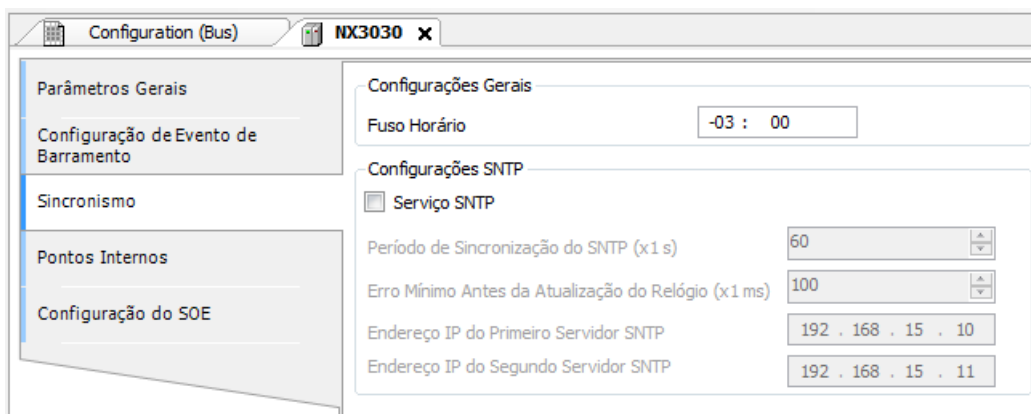 Configuration (Bus) NX3030
Parâmetros Gerais
Configuração de Evento de
Barramento
Sincronismo
Pontos Internos
Configuração do SOE
Configurações Gerais
Fuso Horário -03 : 00
Configurações SNTP
Serviço SNTP
Período de Sincronização do SNTP (x1 s) 60
Erro Mínimo Antes da Atualização do Relógio (x1 ms) 100
Endereço IP do Primeiro Servidor SNTP 192 . 168 . 15 . 10
Endereço IP do Segundo Servidor SNTP 192 . 168 . 15 . 11